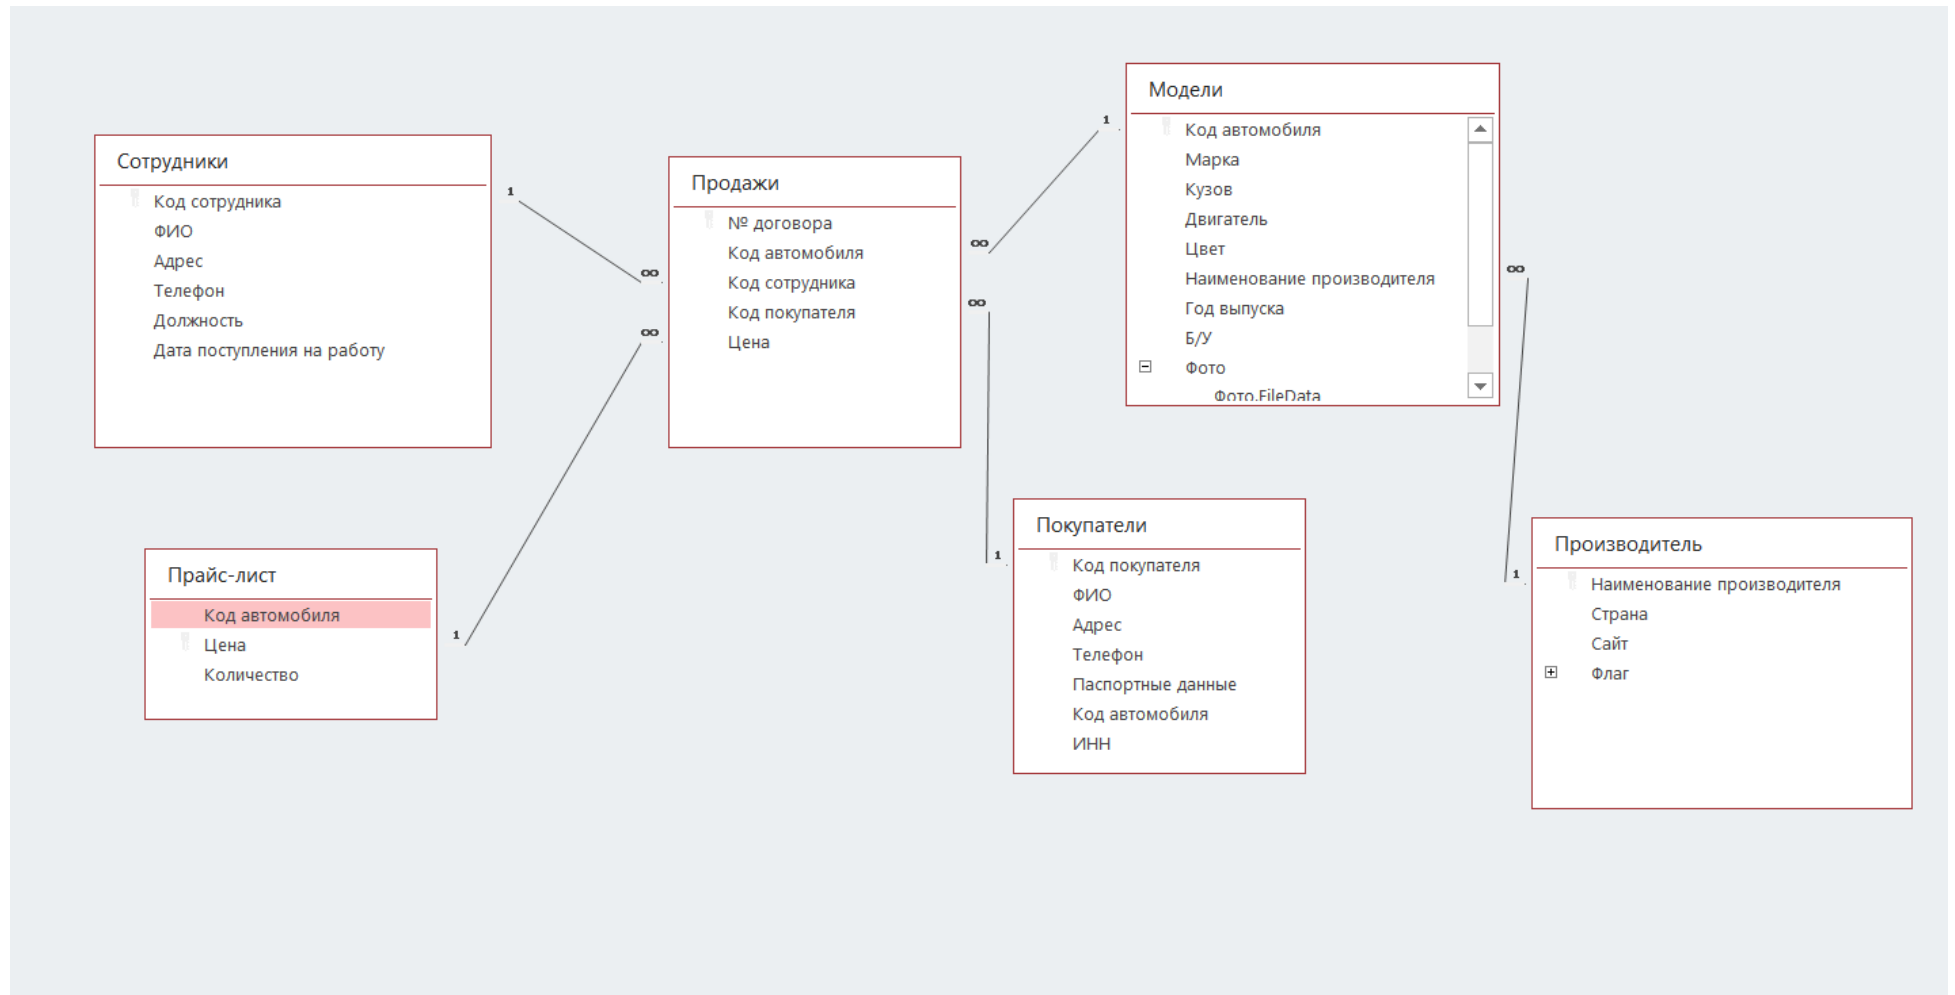 Сотрудники
Код сотрудника
ФИО
Адрес
Телефон
Должность
Дата поступления на работу
1
∞
Продажи
№ договора
Код автомобиля
Код сотрудника
Код покупателя
Цена
∞
1
∞
∞
1
Модели
Код автомобиля
Марка
Кузов
Двигатель
Цвет
Наименование производителя
Год выпуска
Б/У
Фото
Фото.FileData
∞
1
Прайс-лист
Код автомобиля
Цена
Количество
1
Покупатели
Код покупателя
ФИО
Адрес
Телефон
Паспортные данные
Код автомобиля
ИНН
Производитель
Наименование производителя
Страна
Сайт
Флаг